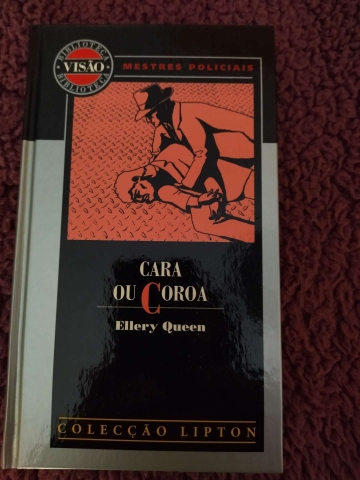 BIBLIOTECA
VISÃO
BIBLIOTECA
MESTRES POLICIAIS
CARA
OU COROA
Ellery Queen
COLECÇÃO LIPTON